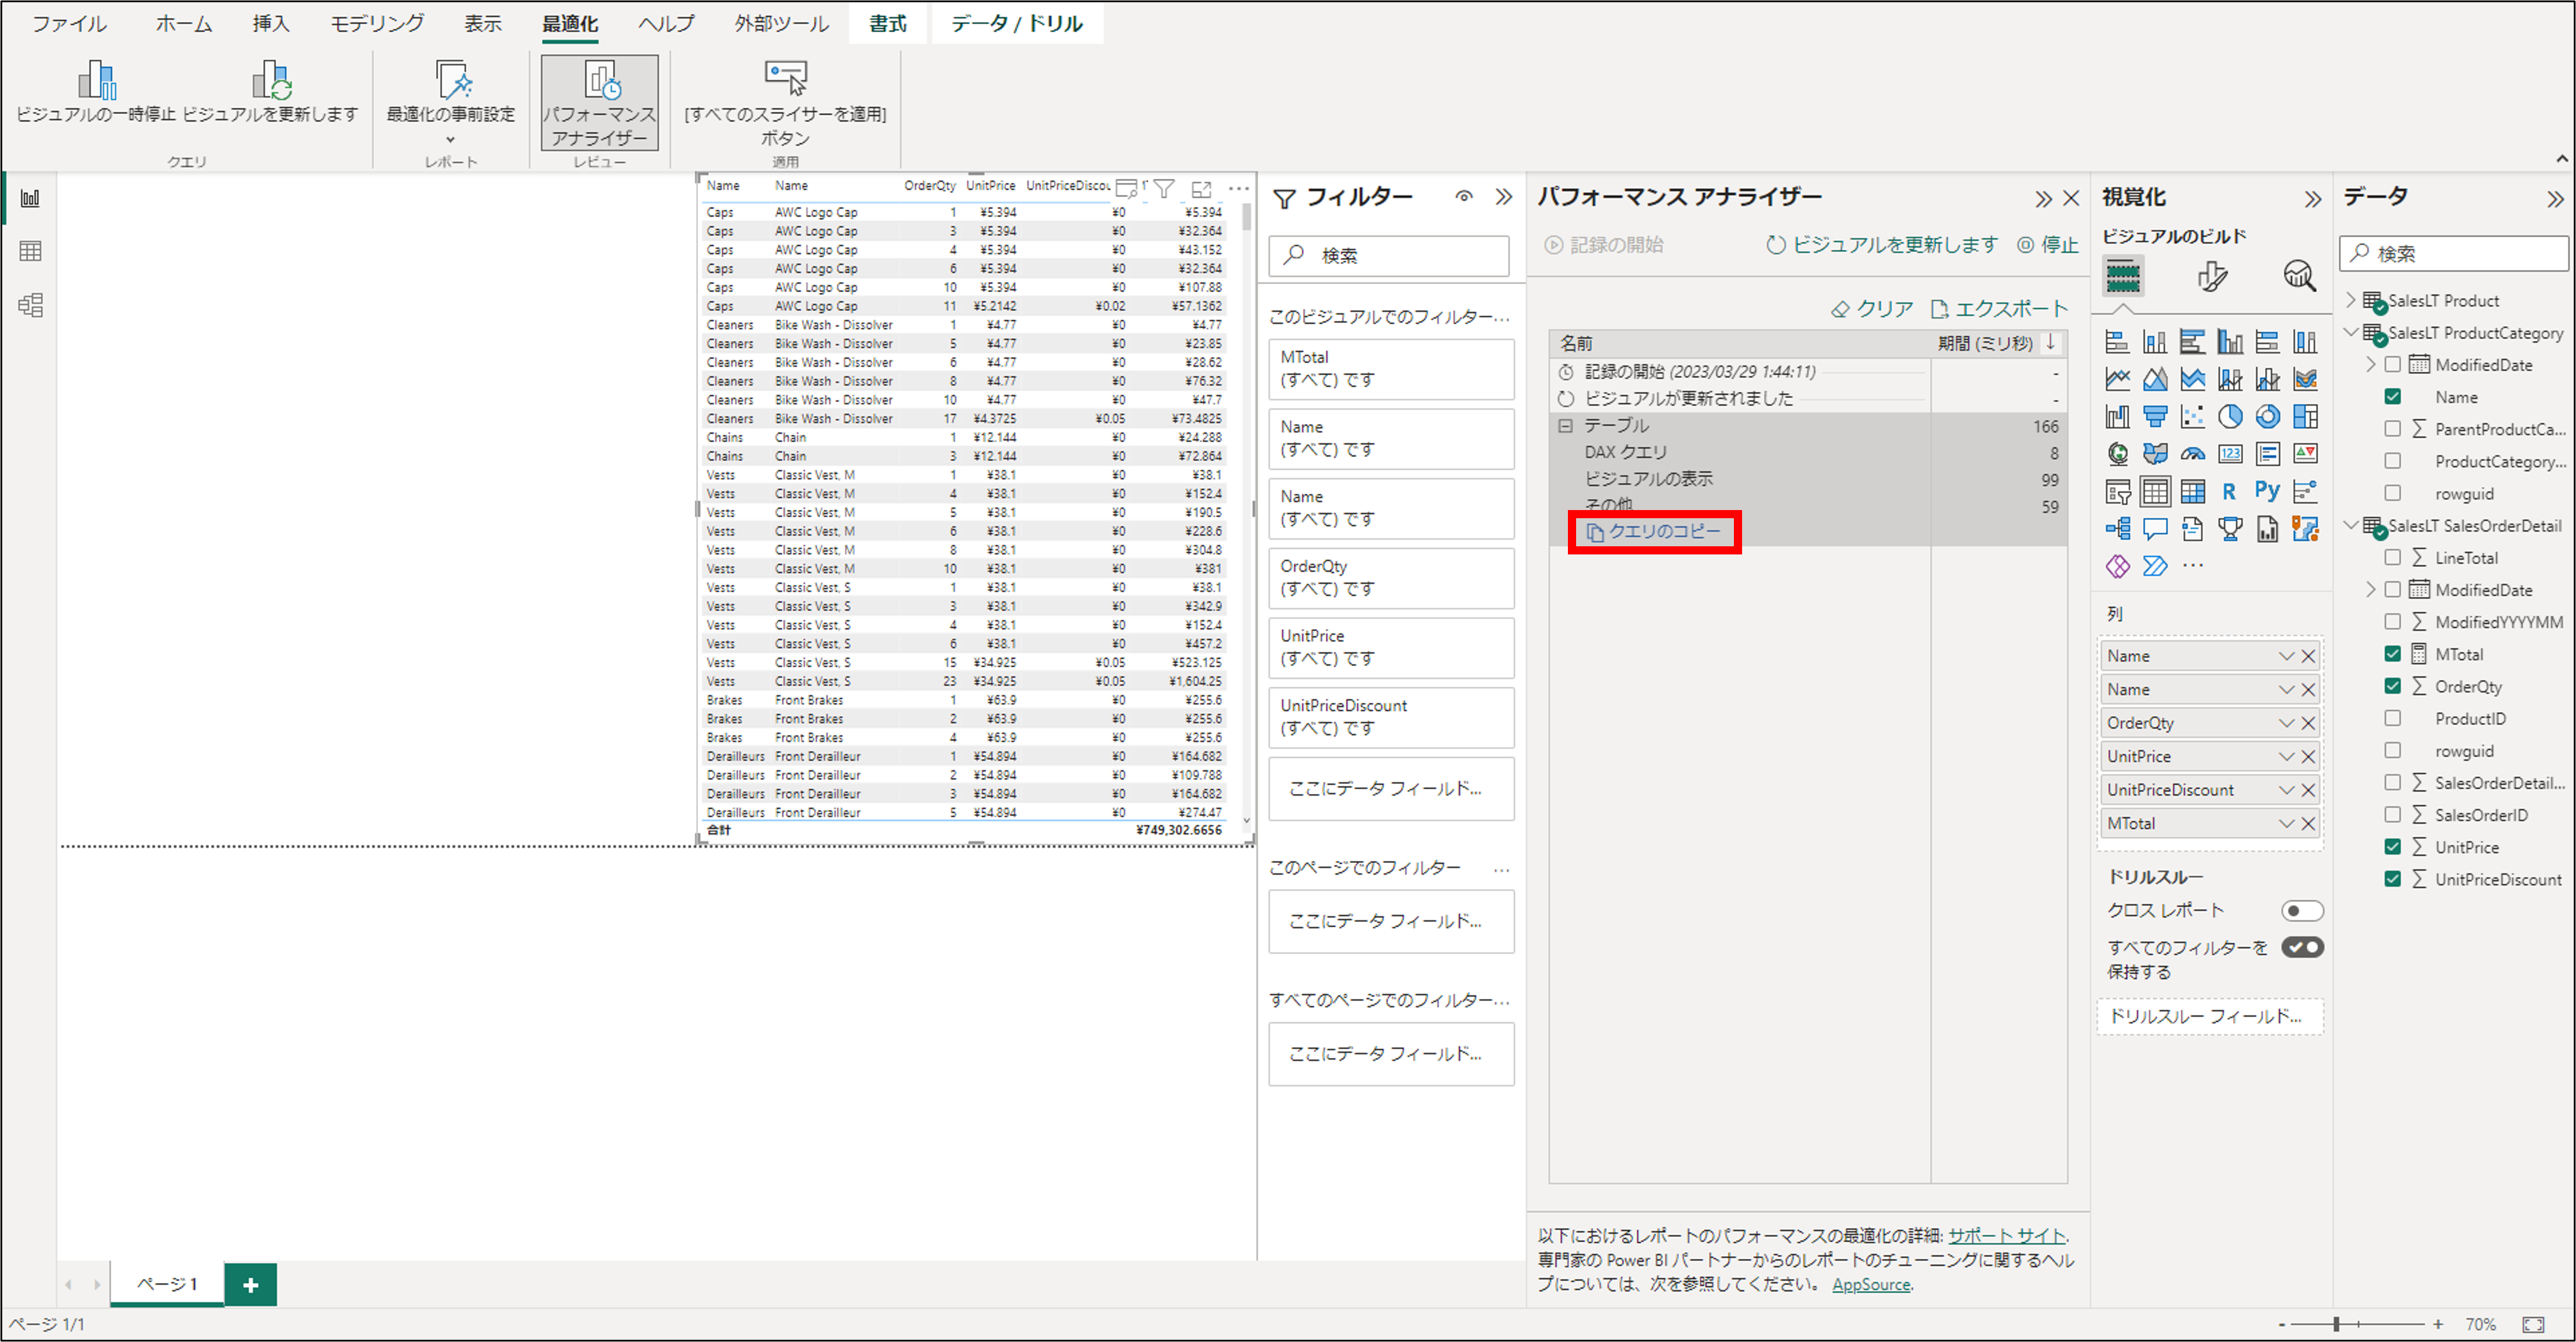 ファイル ホーム 挿入 モデリング 表示 最適化 ヘルプ 外部ツール 書式 データ / ドリル
ビジュアルの一時停止 ビジュアルを更新します
クエリ
最適化の事前設定
レポート
パフォーマンス
アナライザー
レビュー
[すべてのスライサーを適用]
ボタン
適用
Name Name OrderQty UnitPrice UnitPriceDiscou
Caps AWC Logo Cap 1 ¥5.394 ¥0 ¥5.394
Caps AWC Logo Cap 3 ¥5.394 ¥0 ¥32.364
Caps AWC Logo Cap 4 ¥5.394 ¥0 ¥43.152
Caps AWC Logo Cap 6 ¥5.394 ¥0 ¥32.364
Caps AWC Logo Cap 10 ¥5.394 ¥0 ¥107.88
Caps AWC Logo Cap 11 ¥5.2142 ¥0.02 ¥57.1362
Cleaners Bike Wash - Dissolver 1 ¥4.77 ¥0 ¥4.77
Cleaners Bike Wash - Dissolver 5 ¥4.77 ¥0 ¥23.85
Cleaners Bike Wash - Dissolver 6 ¥4.77 ¥0 ¥28.62
Cleaners Bike Wash - Dissolver 8 ¥4.77 ¥0 ¥76.32
Cleaners Bike Wash - Dissolver 10 ¥4.77 ¥0 ¥47.7
Cleaners Bike Wash - Dissolver 17 ¥4.3725 ¥0.05 ¥73.4825
Chains Chain 1 ¥12.144 ¥0 ¥24.288
Chains Chain 3 ¥12.144 ¥0 ¥72.864
Vests Classic Vest, M 1 ¥38.1 ¥0 ¥38.1
Vests Classic Vest, M 4 ¥38.1 ¥0 ¥152.4
Vests Classic Vest, M 5 ¥38.1 ¥0 ¥190.5
Vests Classic Vest, M 6 ¥38.1 ¥0 ¥228.6
Vests Classic Vest, M 8 ¥38.1 ¥0 ¥304.8
Vests Classic Vest, M 10 ¥38.1 ¥0 ¥381
Vests Classic Vest, S 1 ¥38.1 ¥0 ¥38.1
Vests Classic Vest, S 3 ¥38.1 ¥0 ¥342.9
Vests Classic Vest, S 4 ¥38.1 ¥0 ¥152.4
Vests Classic Vest, S 6 ¥38.1 ¥0 ¥457.2
Vests Classic Vest, S 15 ¥34.925 ¥0.05 ¥523.125
Vests Classic Vest, S 23 ¥34.925 ¥0.05 ¥1,604.25
Brakes Front Brakes 1 ¥63.9 ¥0 ¥255.6
Brakes Front Brakes 2 ¥63.9 ¥0 ¥255.6
Brakes Front Brakes 4 ¥63.9 ¥0 ¥255.6
Derailleurs Front Derailleur 1 ¥54.894 ¥0 ¥164.682
Derailleurs Front Derailleur 2 ¥54.894 ¥0 ¥109.788
Derailleurs Front Derailleur 3 ¥54.894 ¥0 ¥164.682
Derailleurs Front Derailleur 5 ¥54.894 ¥0 ¥274.47
合計 ¥749,302.6656
フィルター
検索
このビジュアルでのフィルター...
MTotal
(すべて) です
Name
(すべて) です
Name
(すべて) です
OrderQty
(すべて) です
UnitPrice
(すべて) です
UnitPriceDiscount
(すべて) です
ここにデータ フィールド...
このページでのフィルター ...
ここにデータ フィールド...
すべてのページでのフィルター...
ここにデータ フィールド...
パフォーマンス アナライザー
記録の開始 ビジュアルを更新します 停止
クリア エクスポート
名前 期間 (ミリ秒) ↓
記録の開始 (2023/03/29 1:44:11) -
ビジュアルが更新されました -
テーブル 166
DAX クエリ 8
ビジュアルの表示 99
その他 59
クエリのコピー
以下におけるレポートのパフォーマンスの最適化の詳細: サポート サイト.
専門家の Power BI パートナーからのレポートのチューニングに関するヘル
プについては、次を参照してください。 AppSource.
視覚化
ビジュアルのビルド
123
R Py
...
列
Name
Name
OrderQty
UnitPrice
UnitPriceDiscount
MTotal
ドリルスルー
クロス レポート
すべてのフィルターを
保持する
ドリルスルー フィールド...
データ
検索
SalesLT Product
SalesLT ProductCategory
ModifiedDate
Name
∑ ParentProductCa...
ProductCategory...
rowguid
SalesLT SalesOrderDetail
∑ LineTotal
ModifiedDate
∑ ModifiedYYYYMM
MTotal
∑ OrderQty
ProductID
rowguid
∑ SalesOrderDetail...
∑ SalesOrderID
∑ UnitPrice
∑ UnitPriceDiscount
ページ 1 +
ページ 1/1
- + 70%